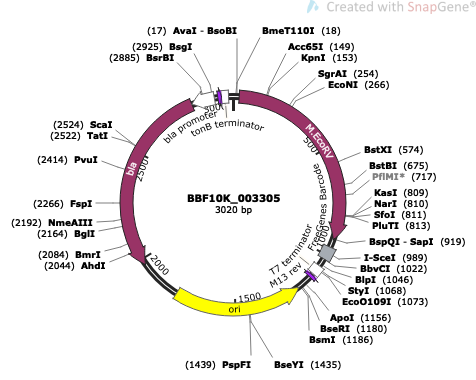 Created with SnapGene®
(17) AvaI - BsoBI
BmeT110I (18)
(2925) BsgI
(2885) BsrBI
Acc65I (149)
KpnI (153)
SgrAI (254)
EcoNI (266)
bla promoter
tonB terminator
M.EcoRV
500
(2524) ScaI
(2522) TatI
(2414) PvuI
bla
2500
BstXI (574)
BstBI (675)
PflMI* (717)
KasI (809)
NarI (810)
SfoI (811)
PluTI (813)
(2266) FspI
(2192) NmeAIII
(2164) BglI
(2084) BmrI
(2044) AhdI
BBF10K_003305
3020 bp
FreeGenes Barcode
T7 terminator
M13 rev
BspQI - SapI (919)
I-SceI (989)
BbvCI (1022)
BlpI (1046)
StyI (1068)
EcoO109I (1073)
2000
1500
ori
ApoI (1156)
BseRI (1180)
BsmI (1186)
(1439) PspFI
BseYI (1435)